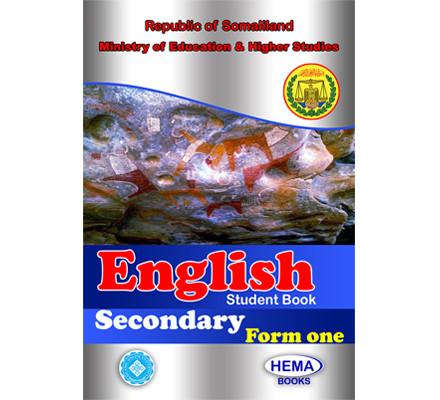 Republic of Somaliland
Ministry of Education & Higher Studies
English
Student Book
Secondary
Form one
HEMA
BOOKS